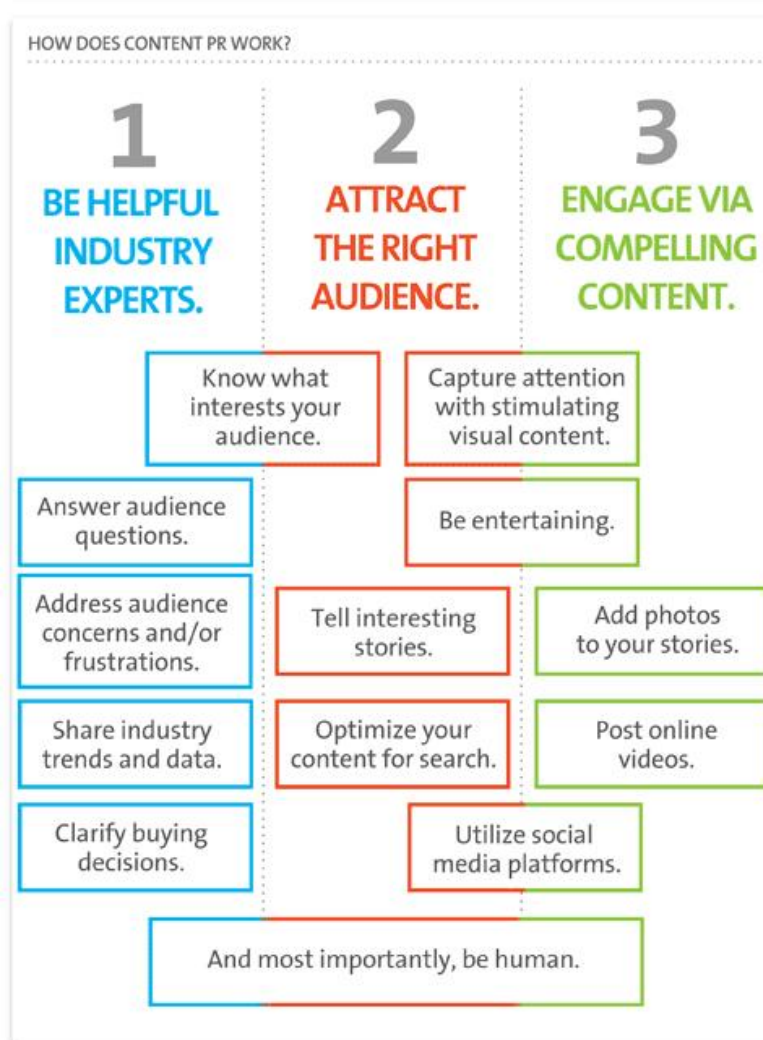 HOW DOES CONTENT PR WORK?
1
BE HELPFUL
INDUSTRY
EXPERTS.
2
ATTRACT
THE RIGHT
AUDIENCE.
3
ENGAGE VIA
COMPELLING
CONTENT.
Know what
interests your
audience.
Capture attention
with stimulating
visual content.
Answer audience
questions.
Be entertaining.
Address audience
concerns and/or
frustrations.
Tell interesting
stories.
Add photos
to your stories.
Share industry
trends and data.
Optimize your
content for search.
Post online
videos.
Clarify buying
decisions.
Utilize social
media platforms.
And most importantly, be human.